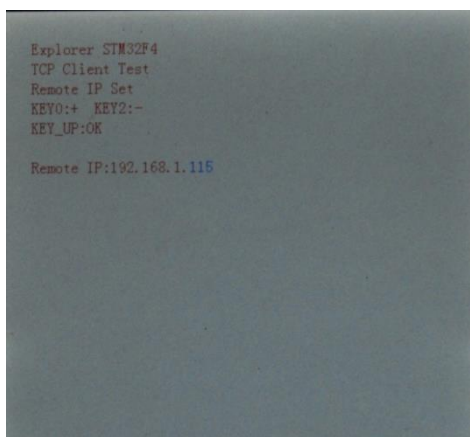 Explorer STM32F4
TCP Client Test
Remote IP Set
KEY0:+ KEY2:-
KEY_UP:OK
Remote IP:192.168.1.115